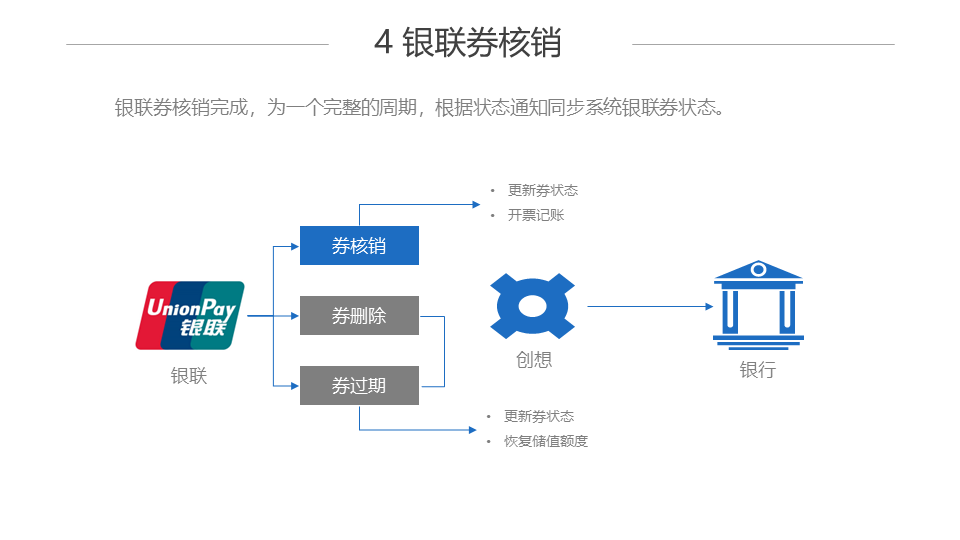 4 银联券核销
银联券核销完成，为一个完整的周期，根据状态通知同步系统银联券状态。
• 更新券状态
• 开票记账
券核销
UnionPay
银联
券删除
券过期
银联
创想
银行
• 更新券状态
• 恢复储值额度